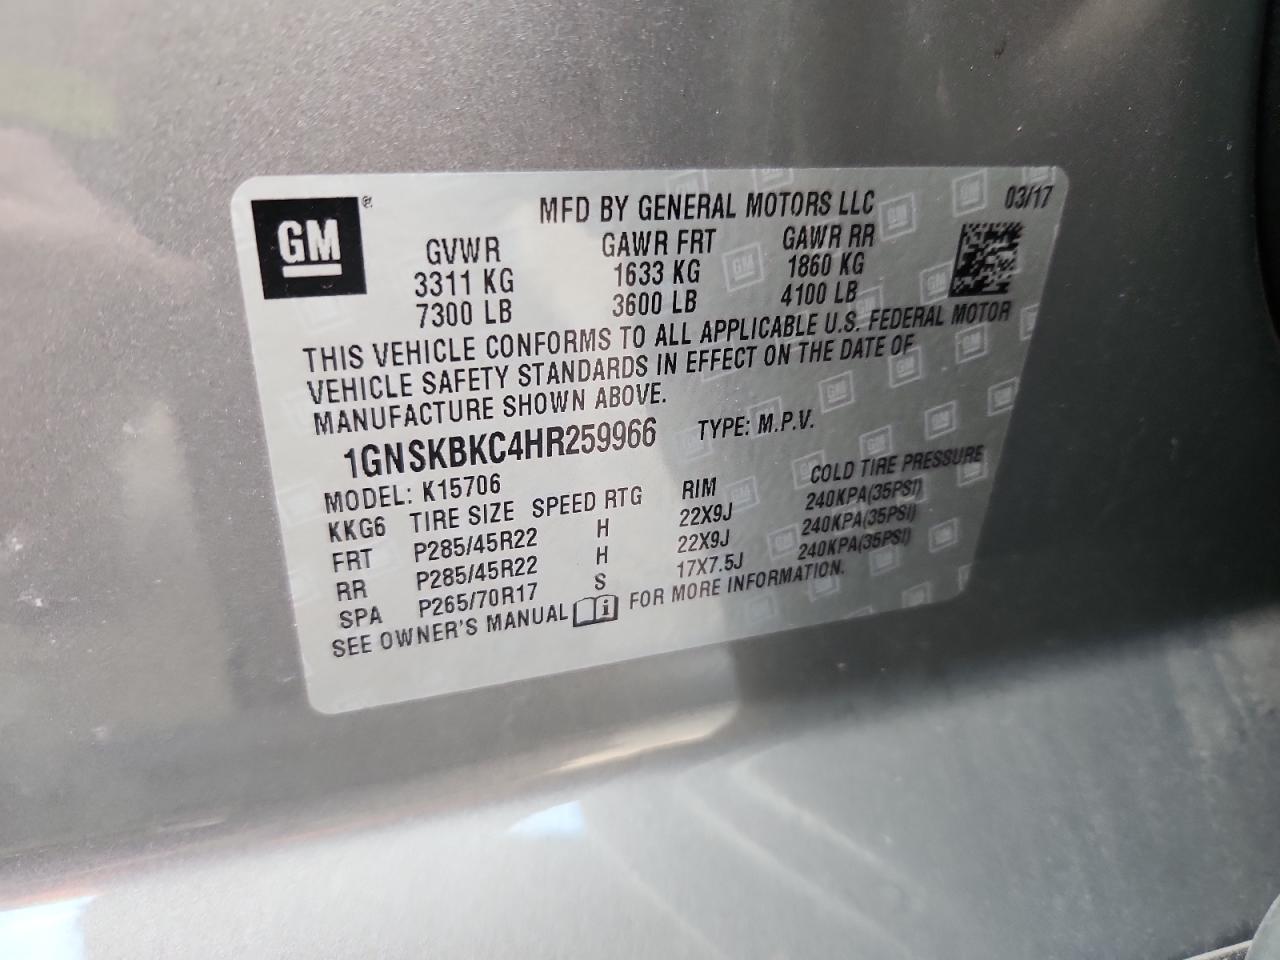 GM®
MFD BY GENERAL MOTORS LLC 03/17
GVWR GAWR FRT GAWR RR
3311 KG 1633 KG 1860 KG
7300 LB 3600 LB 4100 LB
THIS VEHICLE CONFORMS TO ALL APPLICABLE U.S. FEDERAL MOTOR
VEHICLE SAFETY STANDARDS IN EFFECT ON THE DATE OF
MANUFACTURE SHOWN ABOVE.
1GNSKBKC4HR259966 TYPE: M.P.V.
MODEL: K15706
KKG6 TIRE SIZE SPEED RTG RIM COLD TIRE PRESSURE
FRT P285/45R22 H 22X9J 240KPA(35PSI)
RR P285/45R22 H 22X9J 240KPA(35PSI)
SPA P265/70R17 S 17X7.5J 240KPA(35PSI)
SEE OWNER'S MANUAL i FOR MORE INFORMATION.